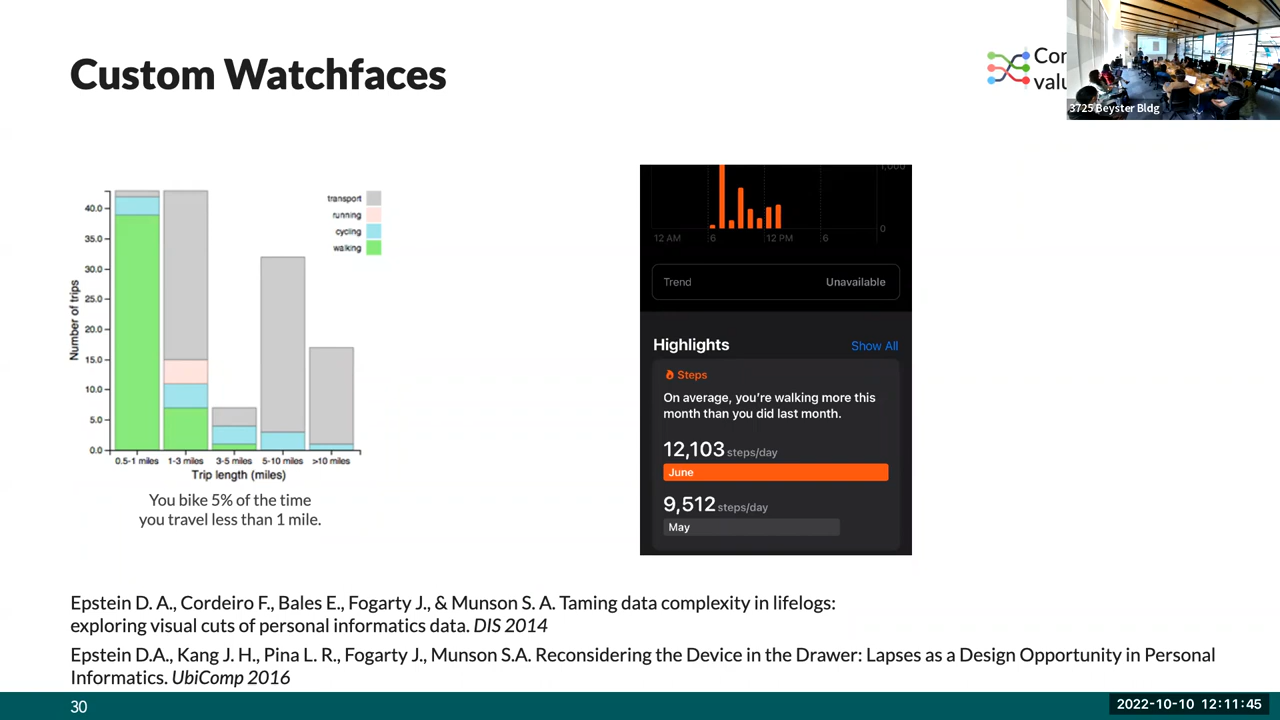 Custom Watchfaces
3725 Beyster Bldg
40.0
35.0
30.0
25.0
20.0
15.0
10.0
5.0
0.0
Number of trips
transport
running
cycling
walking
0.5-1 miles 1-3 miles 3-5 miles 5-10 miles >10 miles
Trip length (miles)
You bike 5% of the time
you travel less than 1 mile.
0
12 AM 6 12 PM 6
Trend Unavailable
Highlights Show All
Steps
On average, you're walking more this
month than you did last month.
12,103 steps/day
June
9,512 steps/day
May
Epstein D. A., Cordeiro F., Bales E., Fogarty J., & Munson S. A. Taming data complexity in lifelogs:
exploring visual cuts of personal informatics data. DIS 2014
Epstein D.A., Kang J. H., Pina L. R., Fogarty J., Munson S.A. Reconsidering the Device in the Drawer: Lapses as a Design Opportunity in Personal
Informatics. UbiComp 2016
30
2022-10-10 12:11:45